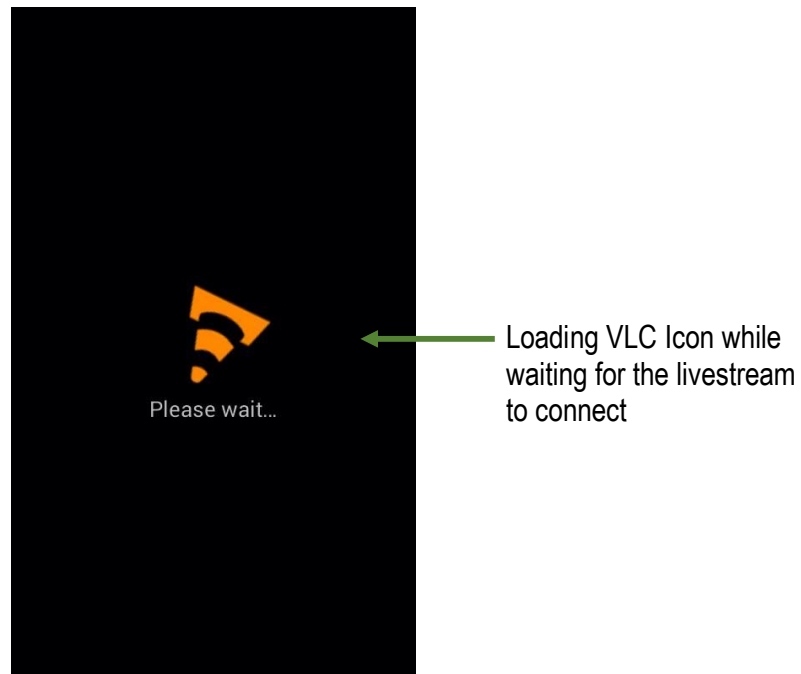 Please wait...
Loading VLC Icon while
waiting for the livestream
to connect